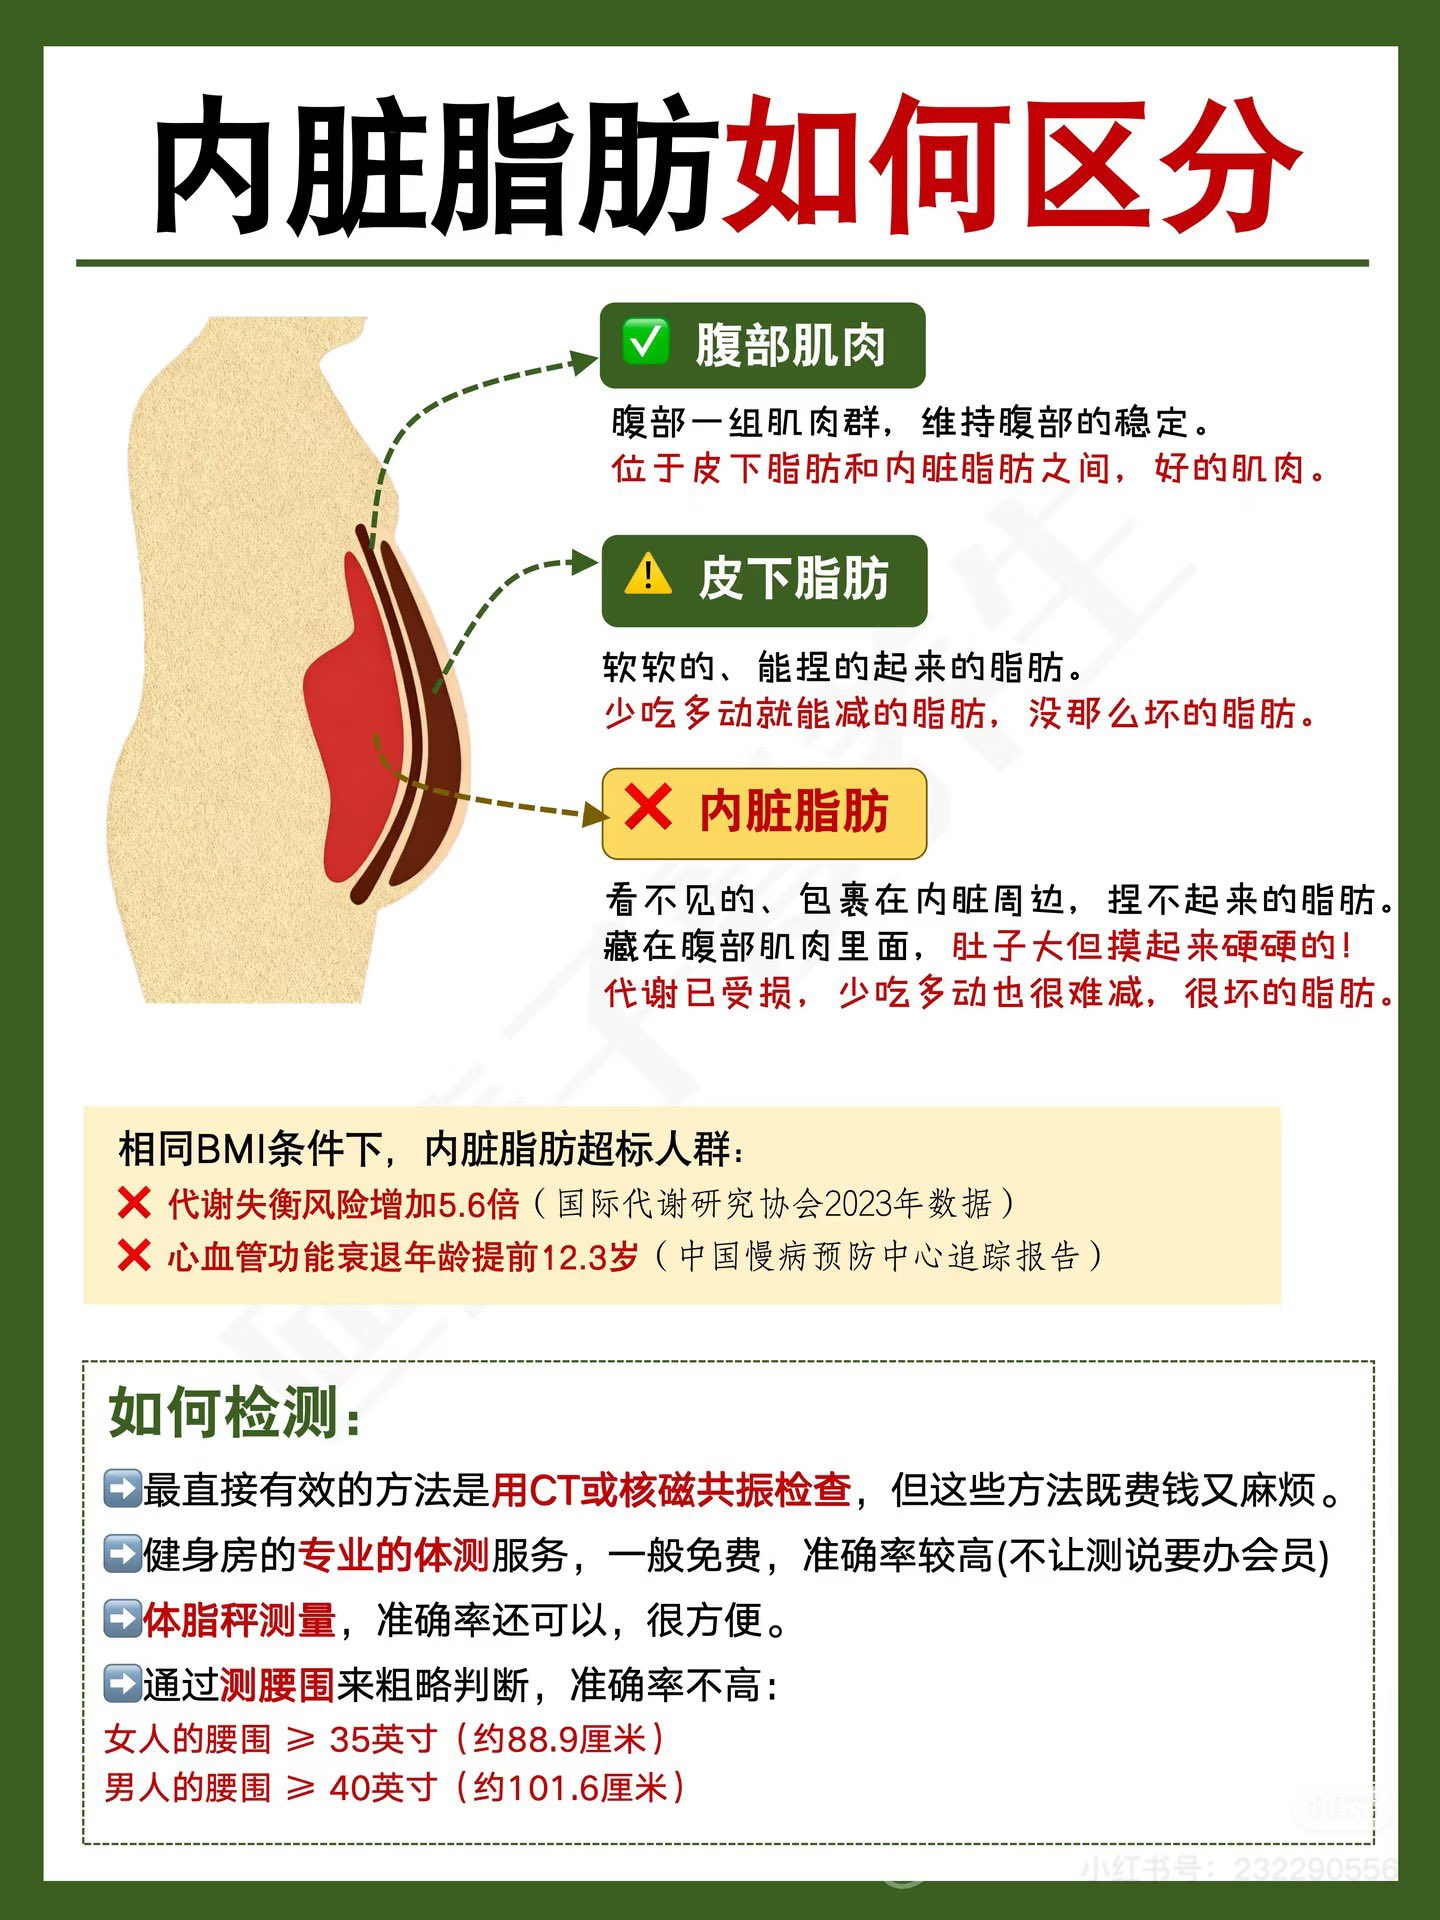 内脏脂肪如何区分
腹部肌肉
腹部一组肌肉群，维持腹部的稳定。
位于皮下脂肪和内脏脂肪之间，好的肌肉。
皮下脂肪
软软的、能捏的起来的脂肪。
少吃多动就能减的脂肪，没那么坏的脂肪。
内脏脂肪
看不见的、包裹在内脏周边，捏不起来的脂肪。
藏在腹部肌肉里面，肚子大但摸起来硬硬的！
代谢已受损，少吃多动也很难减，很坏的脂肪。
相同BMI条件下，内脏脂肪超标人群：
代谢失衡风险增加5.6倍（国际代谢研究协会2023年数据）
心血管功能衰退年龄提前12.3岁（中国慢病预防中心追踪报告）
如何检测：
最直接有效的方法是用CT或核磁共振检查，但这些方法既费钱又麻烦。
健身房的专业的体测服务，一般免费，准确率较高(不让测说要办会员)
体脂秤测量，准确率还可以，很方便。
通过测腰围来粗略判断，准确率不高：
女人的腰围 ≥ 35英寸（约88.9厘米）
男人的腰围 ≥ 40英寸（约101.6厘米）
小红书
小红书号：232290556